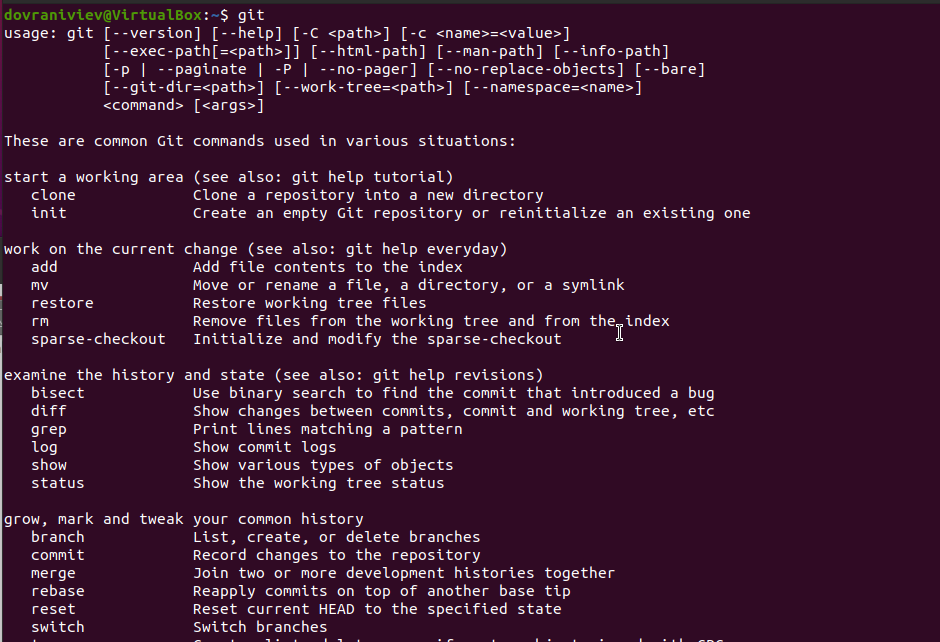 dovraniviev@VirtualBox:~$ git
usage: git [--version] [--help] [-C <path>] [-c <name>=<value>]
           [--exec-path[=<path>]] [--html-path] [--man-path] [--info-path]
           [-p | --paginate | -P | --no-pager] [--no-replace-objects] [--bare]
           [--git-dir=<path>] [--work-tree=<path>] [--namespace=<name>]
           <command> [<args>]

These are common Git commands used in various situations:

start a working area (see also: git help tutorial)
   clone             Clone a repository into a new directory
   init              Create an empty Git repository or reinitialize an existing one

work on the current change (see also: git help everyday)
   add               Add file contents to the index
   mv                Move or rename a file, a directory, or a symlink
   restore           Restore working tree files
   rm                Remove files from the working tree and from the index
   sparse-checkout   Initialize and modify the sparse-checkout

examine the history and state (see also: git help revisions)
   bisect            Use binary search to find the commit that introduced a bug
   diff              Show changes between commits, commit and working tree, etc
   grep              Print lines matching a pattern
   log               Show commit logs
   show              Show various types of objects
   status            Show the working tree status

grow, mark and tweak your common history
   branch            List, create, or delete branches
   commit            Record changes to the repository
   merge             Join two or more development histories together
   rebase            Reapply commits on top of another base tip
   reset             Reset current HEAD to the specified state
   switch            Switch branches